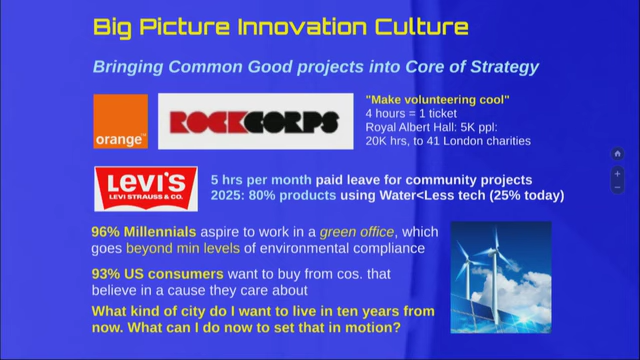 Big Picture Innovation Culture
Bringing Common Good projects into Core of Strategy
orange™
ROCKCORPS
"Make volunteering cool"
4 hours = 1 ticket
Royal Albert Hall: 5K ppl:
20K hrs, to 41 London charities
LEVI'S
LEVI STRAUSS & CO.
5 hrs per month paid leave for community projects
2025: 80% products using Water<Less tech (25% today)
96% Millennials aspire to work in a green office, which
goes beyond min levels of environmental compliance
93% US consumers want to buy from cos. that
believe in a cause they care about
What kind of city do I want to live in ten years from
now. What can I do now to set that in motion?